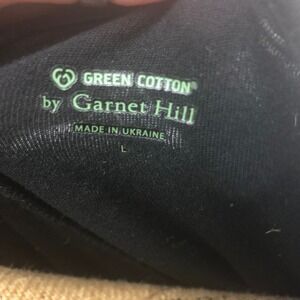 GREEN COTTON®
by Garnet Hill
MADE IN UKRAINE
L